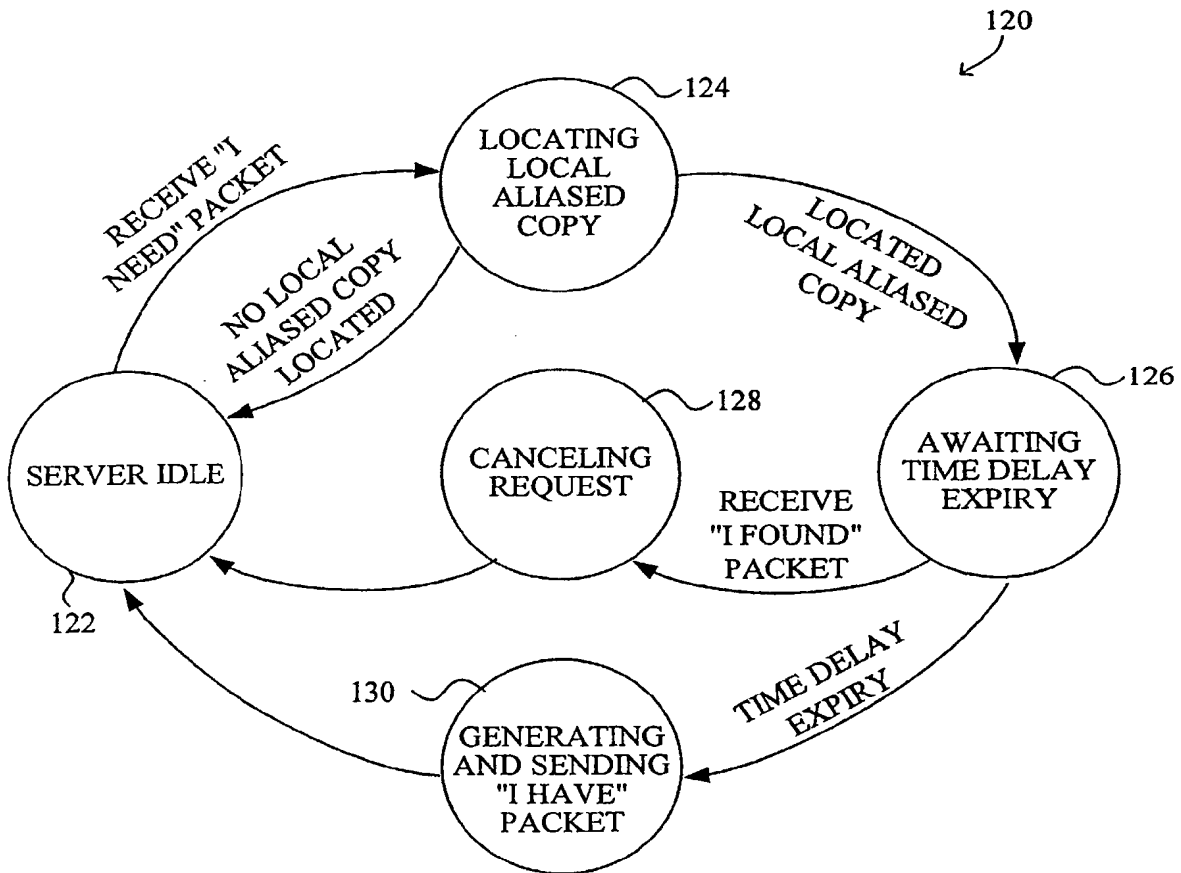 120
124
LOCATING
LOCAL
ALIASED
COPY
RECEIVE "I
NEED" PACKET
NO LOCAL
ALIASED COPY
LOCATED
LOCATED
LOCAL ALIASED
COPY
126
128
SERVER IDLE
CANCELING
REQUEST
AWAITING
TIME DELAY
EXPIRY
RECEIVE
"I FOUND"
PACKET
122
130
TIME DELAY
EXPIRY
GENERATING
AND SENDING
"I HAVE"
PACKET